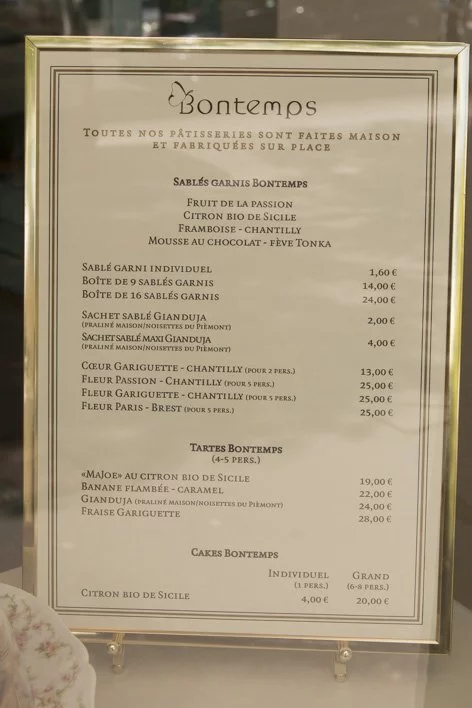 Bontemps
Toutes nos pâtisseries sont faites maison
et fabriquées sur place
Sablés garnis Bontemps
Fruit de la passion
Citron bio de Sicile
Framboise - chantilly
Mousse au chocolat - fève Tonka
Sablé garni individuel 1,60 €
Boîte de 9 sablés garnis 14,00 €
Boîte de 16 sablés garnis 24,00 €
Sachet sablé Gianduja 2,00 €
(praliné maison/noisettes du Piémont)
Sachet sablé maxi Gianduja 4,00 €
(praliné maison/noisettes du Piémont)
Cœur Gariguette - chantilly (pour 2 pers.) 13,00 €
Fleur Passion - Chantilly (pour 5 pers.) 25,00 €
Fleur Gariguette - chantilly (pour 5 pers.) 25,00 €
Fleur Paris - Brest (pour 5 pers.) 25,00 €
Tartes Bontemps
(4-5 pers.)
«MaJoe» au citron bio de Sicile 19,00 €
Banane flambée - caramel 22,00 €
Gianduja (praliné maison/noisettes du Piémont) 24,00 €
Fraise Gariguette 28,00 €
Cakes Bontemps
Individuel Grand
(1 pers.) (6-8 pers.)
Citron bio de Sicile 4,00 € 20,00 €